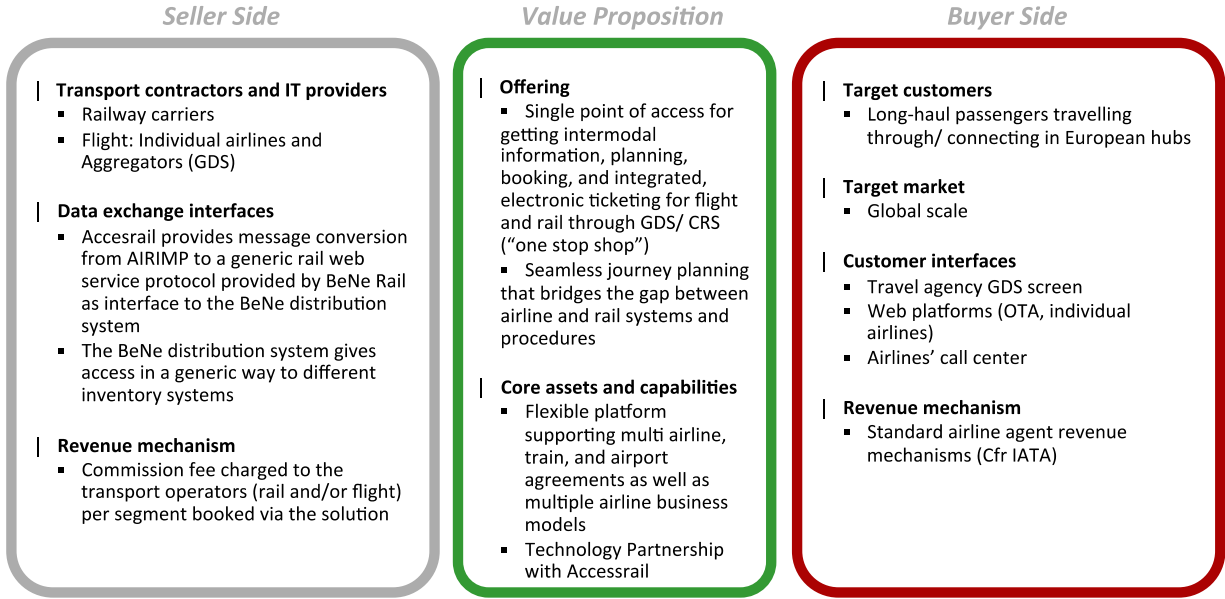 Seller Side
Transport contractors and IT providers
▪ Railway carriers
▪ Flight: Individual airlines and
Aggregators (GDS)
Data exchange interfaces
▪ Accesrail provides message conversion
from AIRIMP to a generic rail web
service protocol provided by BeNe Rail
as interface to the BeNe distribution
system
▪ The BeNe distribution system gives
access in a generic way to different
inventory systems
Revenue mechanism
▪ Commission fee charged to the
transport operators (rail and/or flight)
per segment booked via the solution
Value Proposition
Offering
▪ Single point of access for
getting intermodal
information, planning,
booking, and integrated,
electronic ticketing for flight
and rail through GDS/ CRS
(“one stop shop”)
▪ Seamless journey planning
that bridges the gap between
airline and rail systems and
procedures
Core assets and capabilities
▪ Flexible platform
supporting multi airline,
train, and airport
agreements as well as
multiple airline business
models
▪ Technology Partnership
with Accessrail
Buyer Side
Target customers
▪ Long-haul passengers travelling
through/ connecting in European hubs
Target market
▪ Global scale
Customer interfaces
▪ Travel agency GDS screen
▪ Web platforms (OTA, individual
airlines)
▪ Airlines’ call center
Revenue mechanism
▪ Standard airline agent revenue
mechanisms (Cfr IATA)